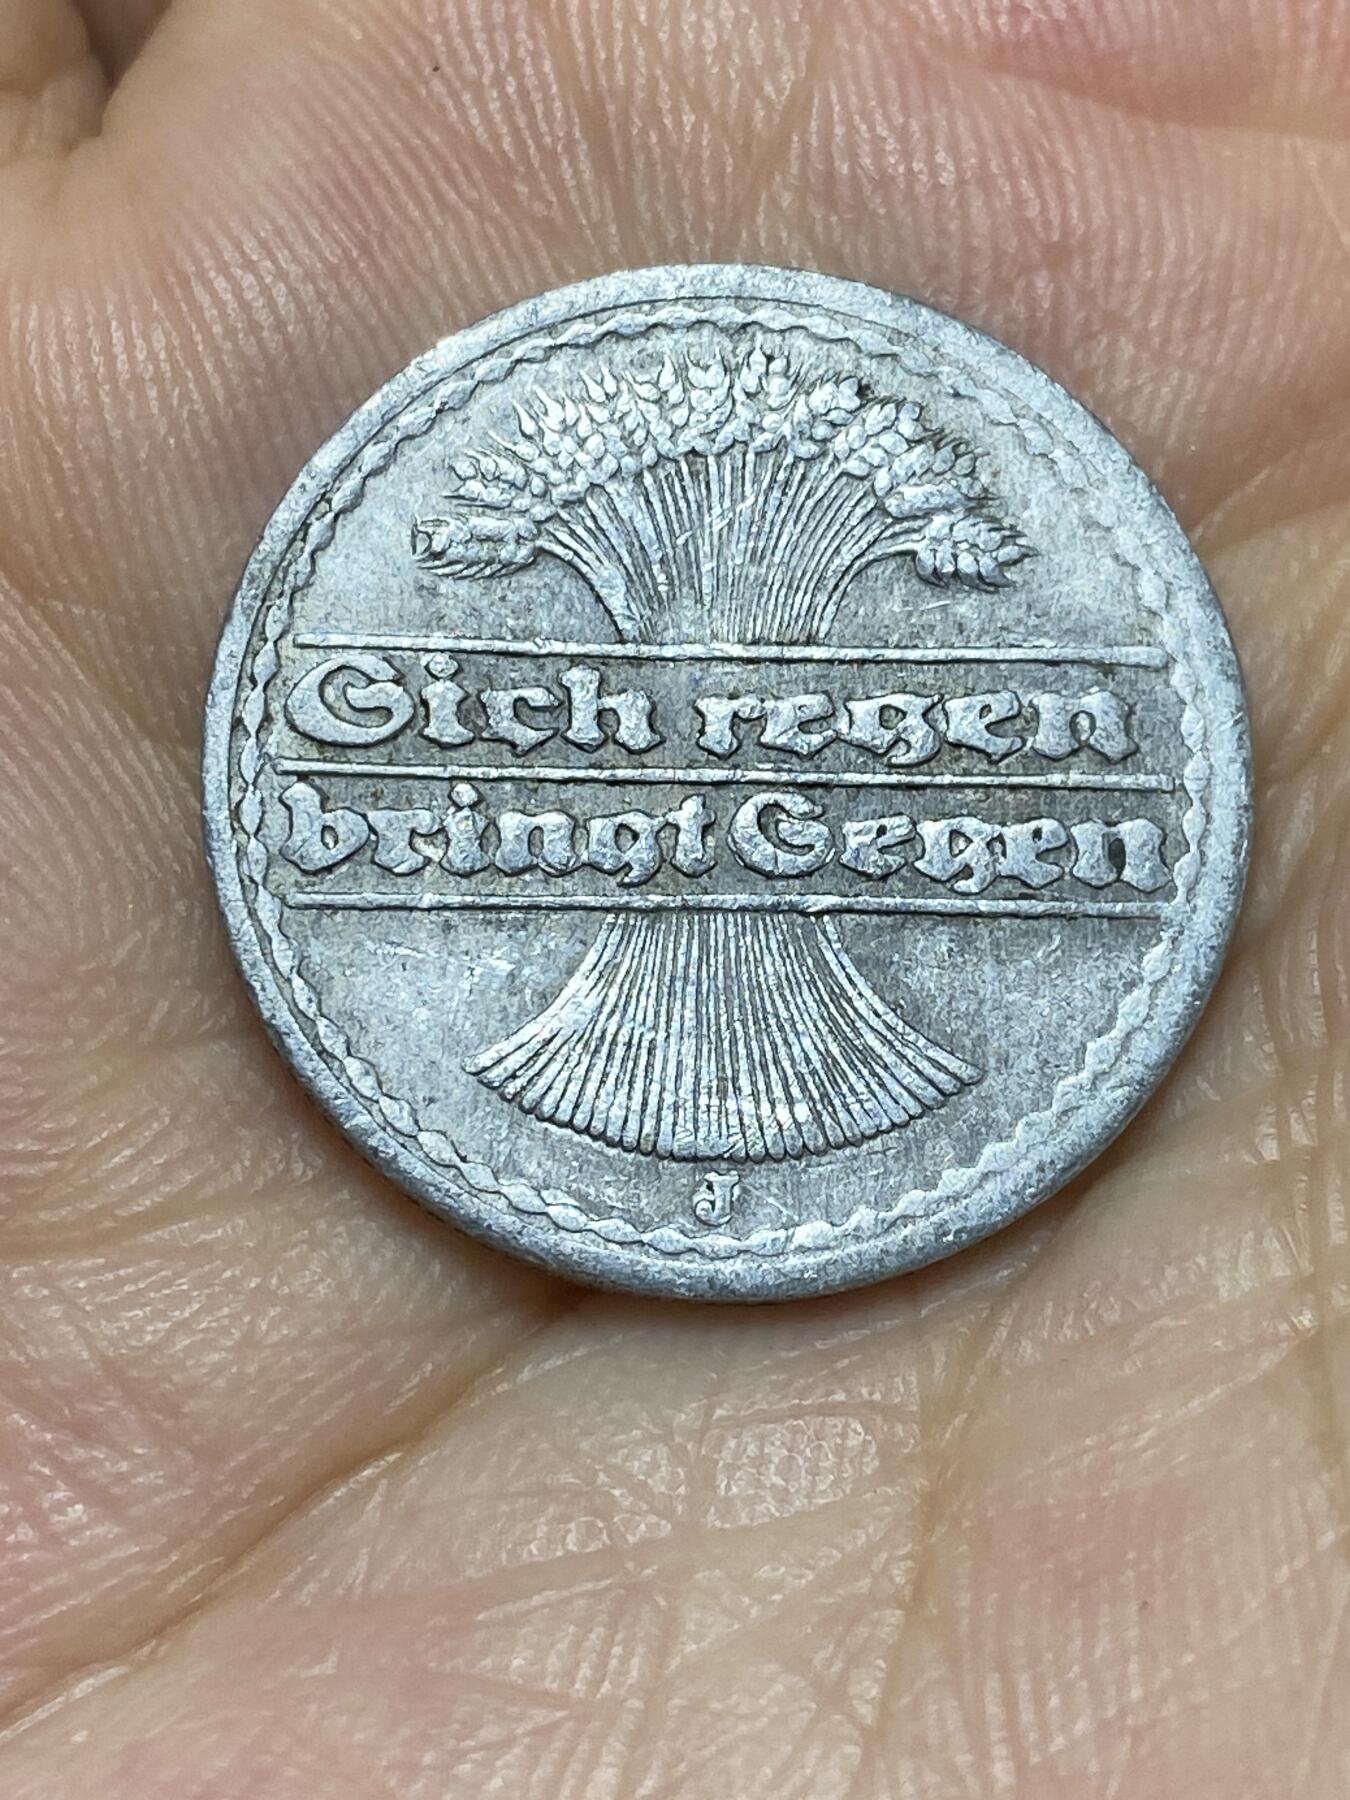 Sich regen
bringt Segen
J